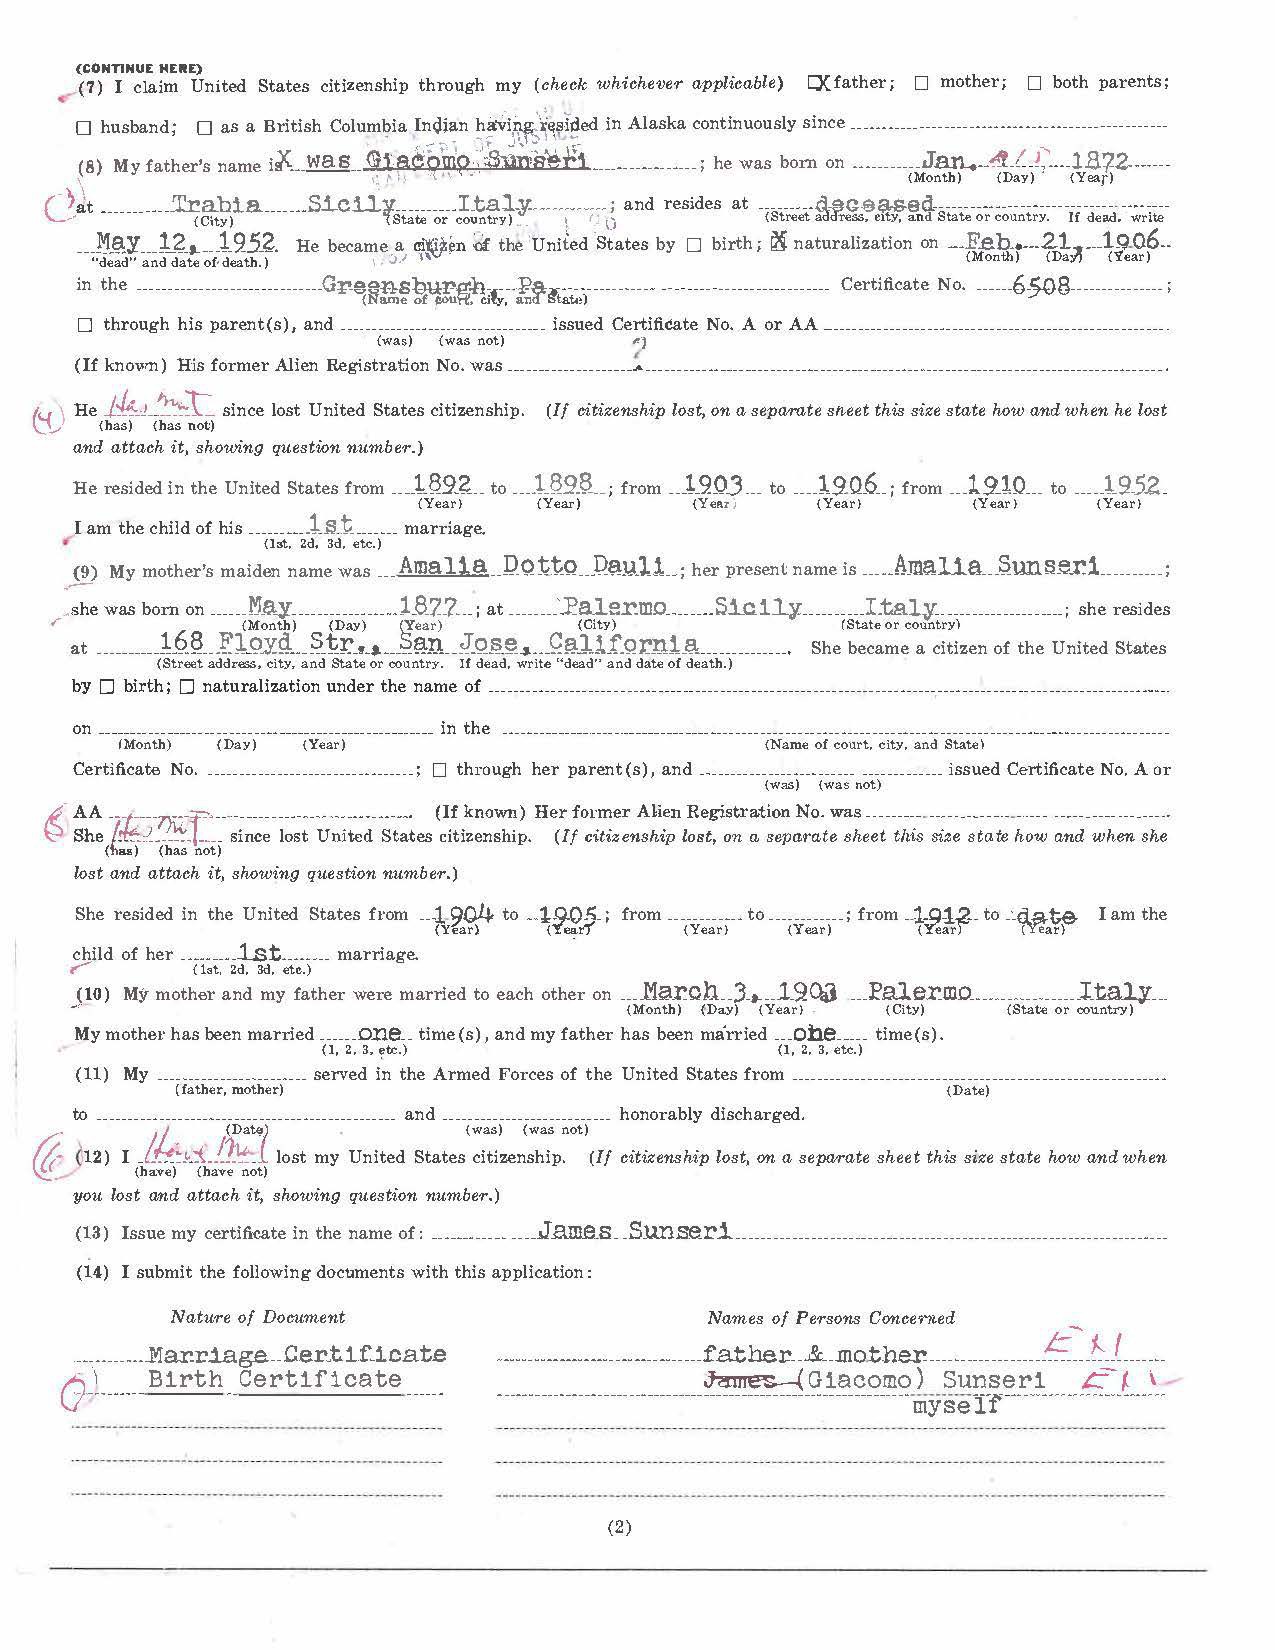 (CONTINUE HERE)
(7) I claim United States citizenship through my (check whichever applicable) ☒ father; ☐ mother; ☐ both parents;
☐ husband; ☐ as a British Columbia Indian having resided in Alaska continuously since
(8) My father's name is X was Giacomo Sunseri ; he was born on Jan. 1872
(Month) (Day) (Year)
at Trabia Sicily Italy ; and resides at deceased
(City) (State or country) (Street address, city, and State or country. If dead, write
May 12, 1952. He became a citizen of the United States by ☐ birth; ☒ naturalization on Feb. 21, 1906
"dead" and date of death.) (Month) (Day) (Year)
in the Greensburgh, Pa. Certificate No. 6508 ;
(Name of court, city, and State)
☐ through his parent(s), and issued Certificate No. A or AA
(was) (was not)
(If known) His former Alien Registration No. was ?
(4) He Has not since lost United States citizenship. (If citizenship lost, on a separate sheet this size state how and when he lost
(has) (has not)
and attach it, showing question number.)
He resided in the United States from 1892 to 1898 ; from 1903 to 1906 ; from 1910 to 1952
(Year) (Year) (Year) (Year) (Year) (Year)
I am the child of his 1st marriage.
(1st, 2d, 3d, etc.)
(9) My mother's maiden name was Amalia Dotto Dauli ; her present name is Amalia Sunseri ;
she was born on May 1877 ; at Palermo Sicily Italy ; she resides
(Month) (Day) (Year) (City) (State or country)
at 168 Floyd Str., San Jose, California . She became a citizen of the United States
(Street address, city, and State or country. If dead, write "dead" and date of death.)
by ☐ birth; ☐ naturalization under the name of
on in the
(Month) (Day) (Year) (Name of court, city, and State)
Certificate No. ; ☐ through her parent(s), and issued Certificate No. A or
(was) (was not)
AA . (If known) Her former Alien Registration No. was
5 She Has not since lost United States citizenship. (If citizenship lost, on a separate sheet this size state how and when she
(has) (has not)
lost and attach it, showing question number.)
She resided in the United States from 1904 to 1905 ; from to ; from 1912 to date I am the
(Year) (Year) (Year) (Year) (Year) (Year)
child of her 1st marriage.
(1st, 2d, 3d, etc.)
(10) My mother and my father were married to each other on March 3, 1903 Palermo Italy
(Month) (Day) (Year) (City) (State or country)
My mother has been married one time(s), and my father has been married one time(s).
(1, 2, 3, etc.) (1, 2, 3, etc.)
(11) My served in the Armed Forces of the United States from
(father, mother) (Date)
to and honorably discharged.
(Date) (was) (was not)
(6) (12) I Have not lost my United States citizenship. (If citizenship lost, on a separate sheet this size state how and when
(have) (have not)
you lost and attach it, showing question number.)
(13) Issue my certificate in the name of: James Sunseri
(14) I submit the following documents with this application:
Nature of Document Names of Persons Concerned
Marriage Certificate father & mother
Birth Certificate James (Giacomo) Sunseri
myself
(2)